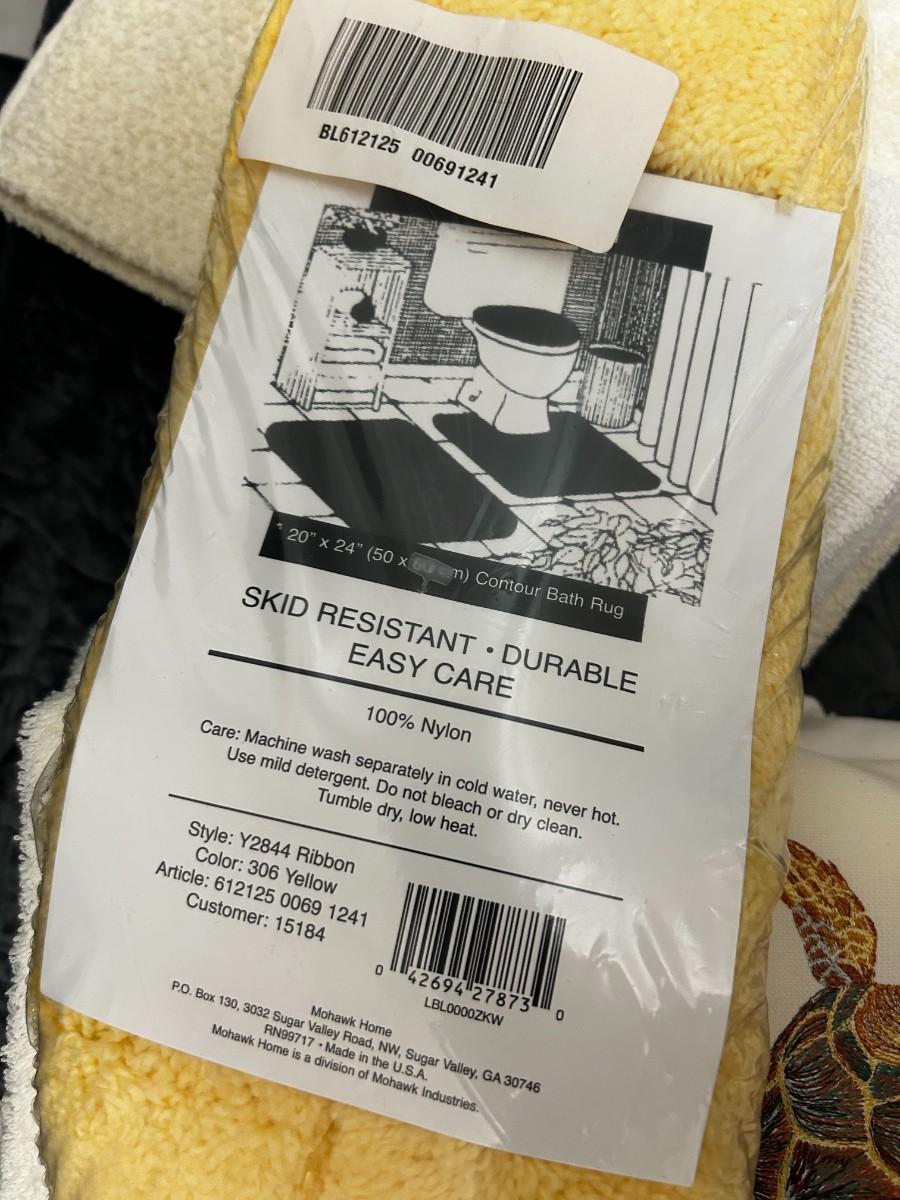 BL612125 00691241
20" x 24" (50 x m) Contour Bath Rug
SKID RESISTANT • DURABLE
EASY CARE
100% Nylon
Care: Machine wash separately in cold water, never hot.
Use mild detergent. Do not bleach or dry clean.
Tumble dry, low heat.
Style: Y2844 Ribbon
Color: 306 Yellow
Article: 612125 0069 1241
Customer: 15184
0 42694 27873 0
LBL0000ZKW
Mohawk Home
P.O. Box 130, 3032 Sugar Valley Road, NW, Sugar Valley, GA 30746
RN99717 • Made in the U.S.A.
Mohawk Home is a division of Mohawk Industries.